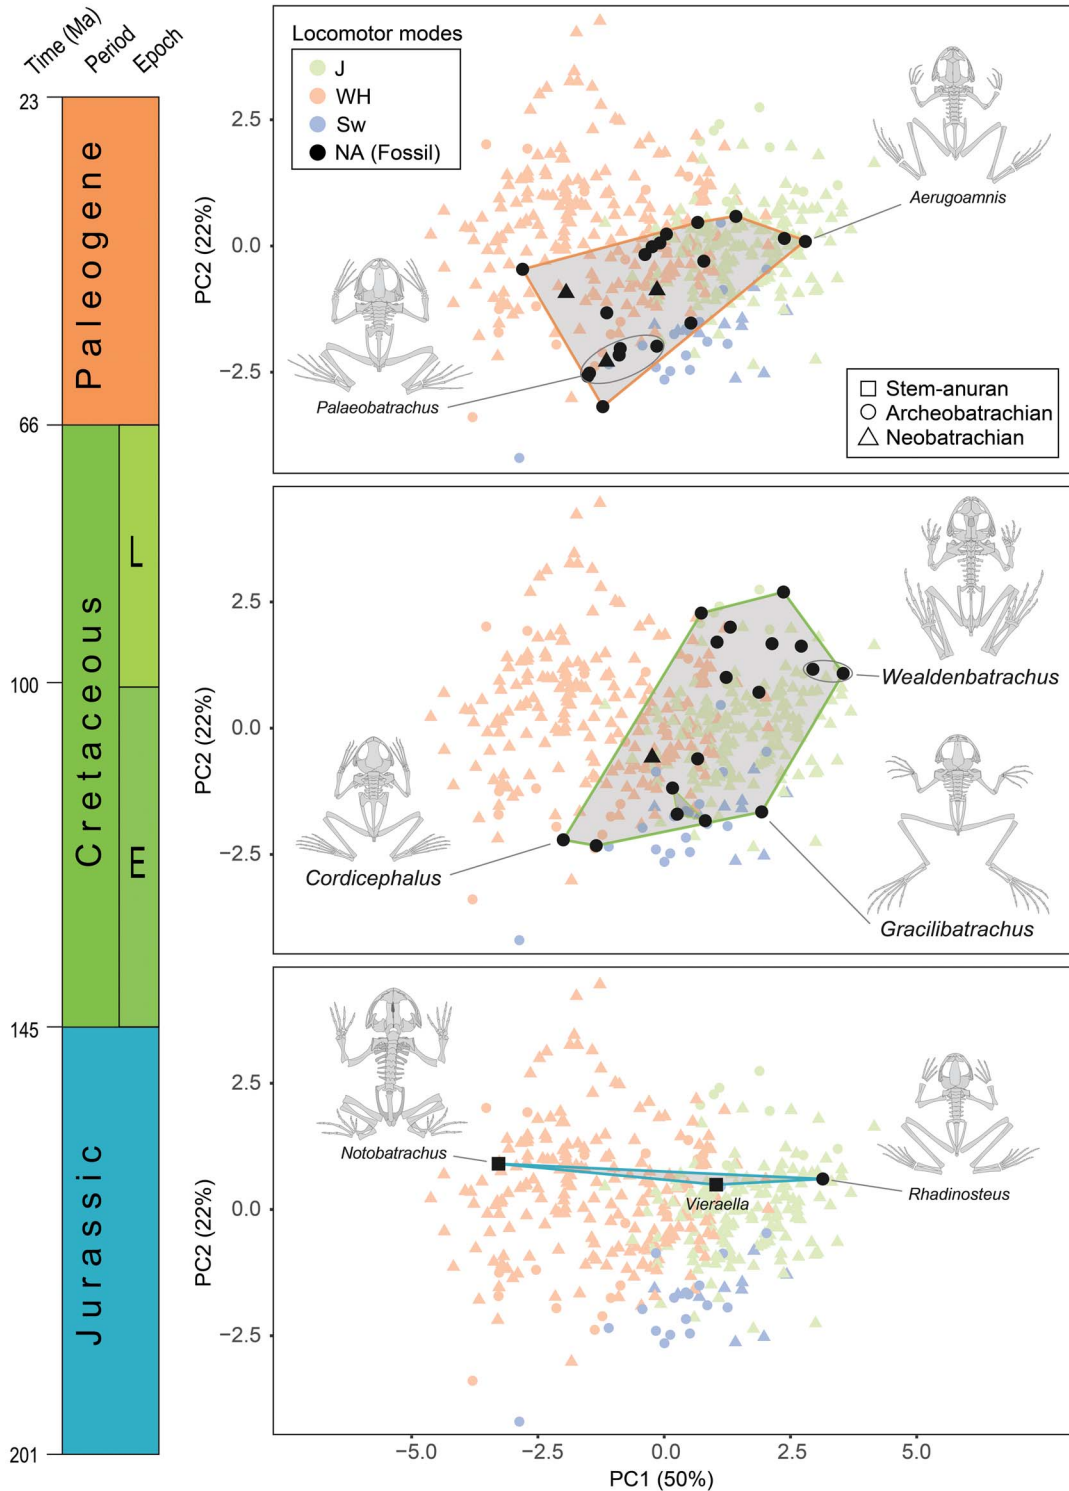 Time (Ma)
Period
Epoch
23
66
100
145
201
Paleogene
Cretaceous
L
E
Jurassic
Locomotor modes
J
WH
Sw
NA (Fossil)
2.5
0.0
−2.5
PC2 (22%)
Aerugoamnis
Palaeobatrachus
Stem-anuran
Archeobatrachian
Neobatrachian
2.5
0.0
−2.5
PC2 (22%)
Wealdenbatrachus
Cordicephalus
Gracilibatrachus
2.5
0.0
−2.5
PC2 (22%)
Notobatrachus
Vieraella
Rhadinosteus
−5.0
−2.5
0.0
2.5
5.0
PC1 (50%)